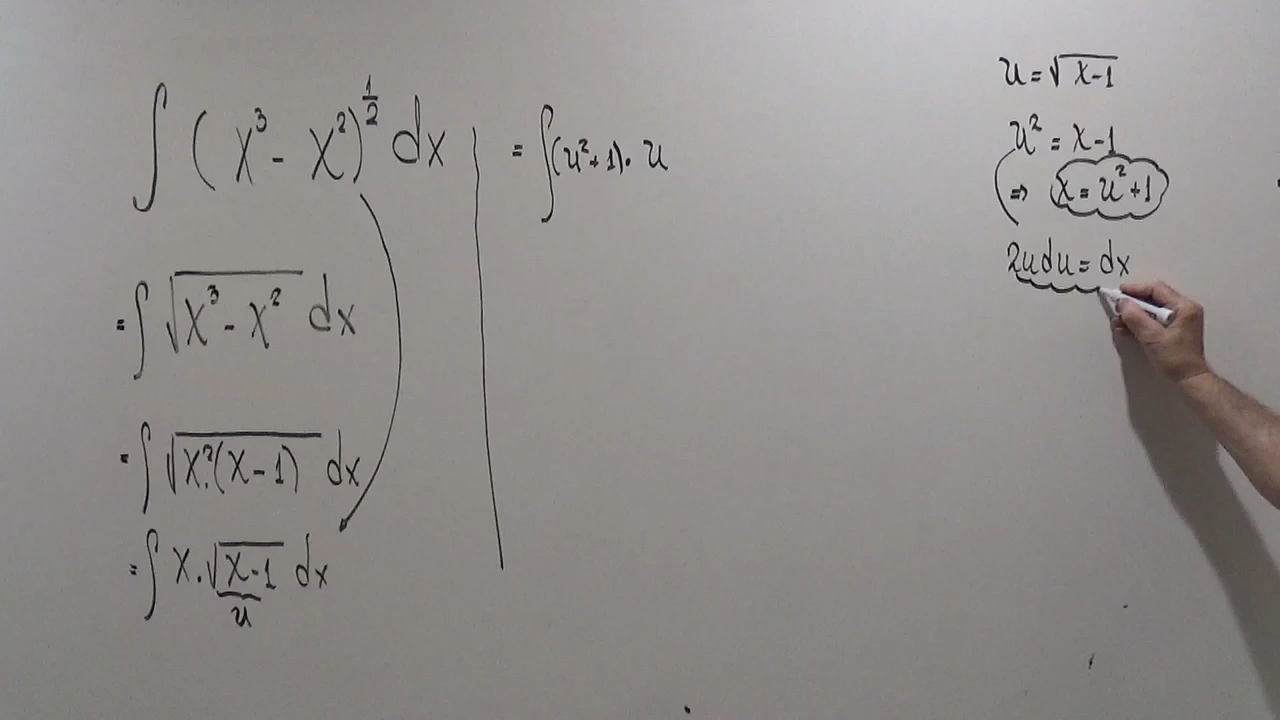 ∫ (x³ - x²)^½ dx
= ∫ √(x³ - x²) dx
= ∫ √(x².(x-1)) dx
= ∫ x.√(x-1) dx
u
= ∫(u²+1). u
u = √(x-1)
u² = x-1
⇒ x = u²+1
2udu = dx